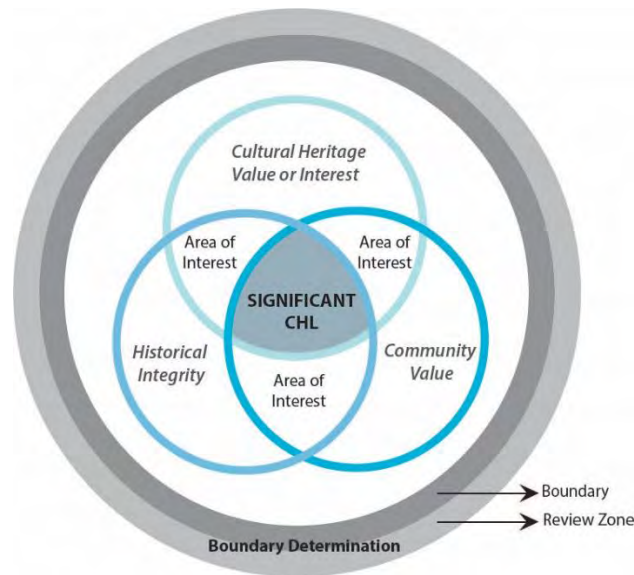 Cultural Heritage
Value or Interest
Area of
Interest
Area of
Interest
SIGNIFICANT
CHL
Historical
Integrity
Community
Value
Area of
Interest
Boundary
Review Zone
Boundary Determination